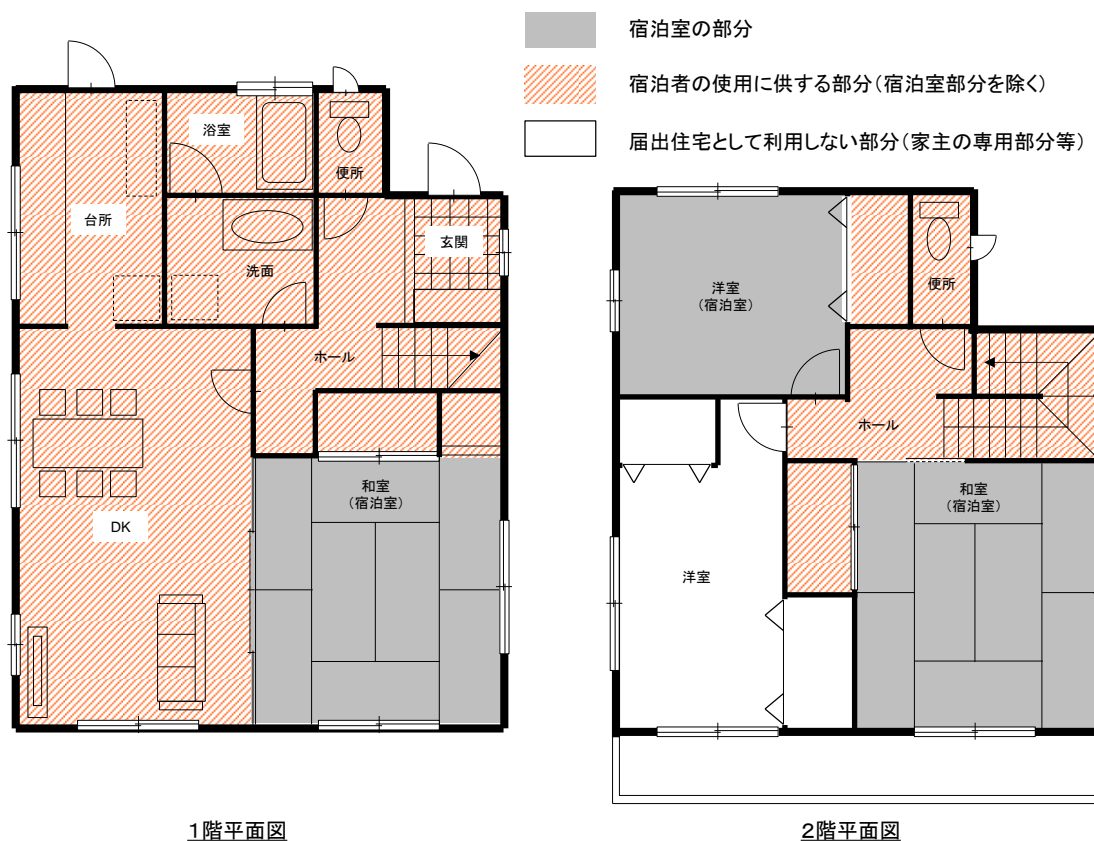 宿泊室の部分
宿泊者の使用に供する部分(宿泊室部分を除く)
届出住宅として利用しない部分(家主の専用部分等)
浴室
便所
台所
洗面
玄関
ホール
和室
(宿泊室)
DK
1階平面図
洋室
(宿泊室)
便所
ホール
和室
(宿泊室)
洋室
2階平面図